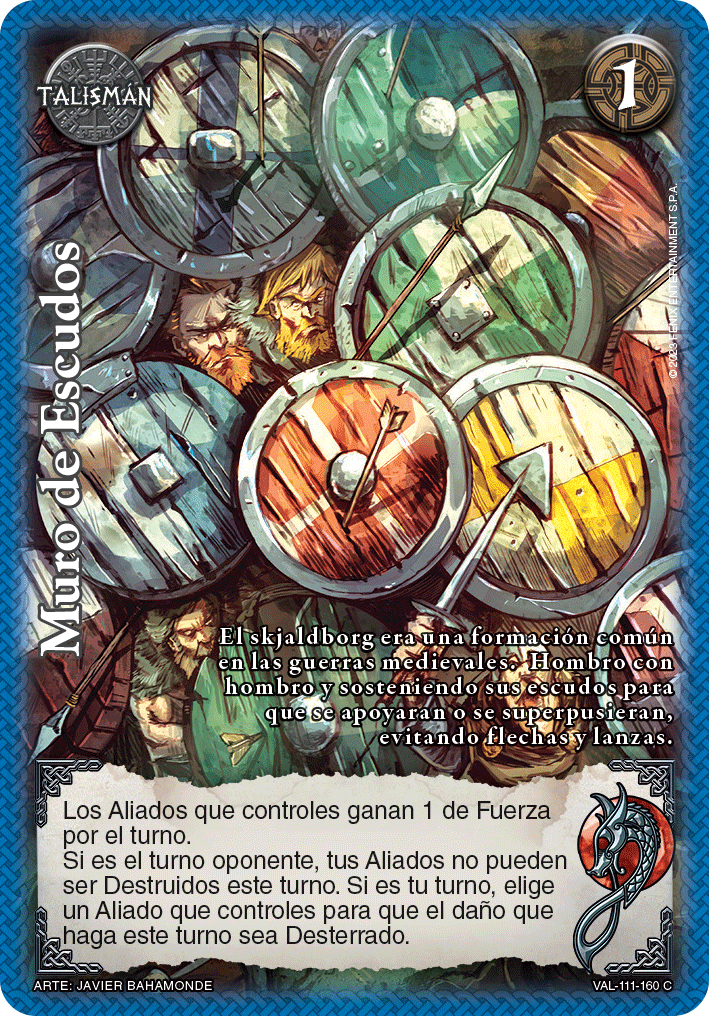 TALISMÁN
1
Muro de Escudos
© 2023 FENIX ENTERTAINMENT S.P.A.
El skjaldborg era una formación común
en las guerras medievales. Hombro con
hombro y sosteniendo sus escudos para
que se apoyaran o se superpusieran,
evitando flechas y lanzas.
Los Aliados que controles ganan 1 de Fuerza
por el turno.
Si es el turno oponente, tus Aliados no pueden
ser Destruidos este turno. Si es tu turno, elige
un Aliado que controles para que el daño que
haga este turno sea Desterrado.
ARTE: JAVIER BAHAMONDE
VAL-111-160 C